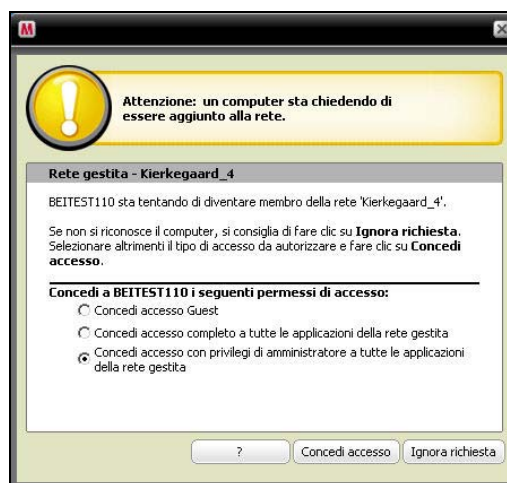 M
Attenzione: un computer sta chiedendo di
essere aggiunto alla rete.
Rete gestita - Kierkegaard_4
BEITEST110 sta tentando di diventare membro della rete 'Kierkegaard_4'.
Se non si riconosce il computer, si consiglia di fare clic su Ignora richiesta.
Selezionare altrimenti il tipo di accesso da autorizzare e fare clic su Concedi
accesso.
Concedi a BEITEST110 i seguenti permessi di accesso:
Concedi accesso Guest
Concedi accesso completo a tutte le applicazioni della rete gestita
Concedi accesso con privilegi di amministratore a tutte le applicazioni
della rete gestita
? Concedi accesso Ignora richiesta